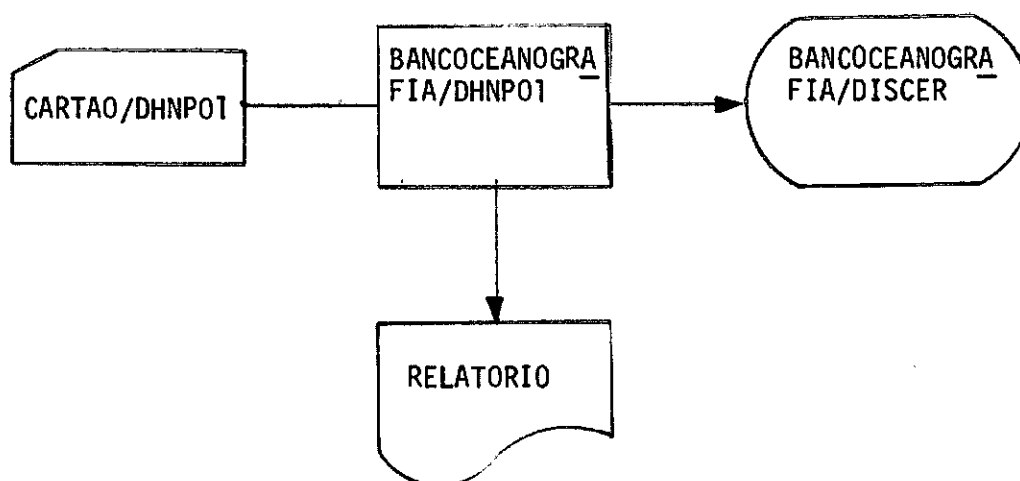 CARTAO/DHNP01
BANCOCEANOGRA
FIA/DHNP01
BANCOCEANOGRA
FIA/DISCER
RELATORIO